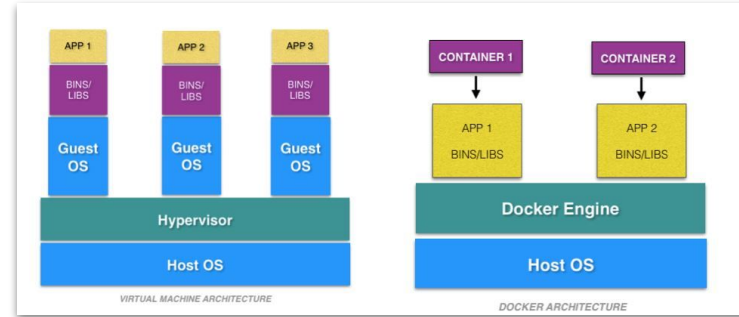 APP 1
APP 2
APP 3
BINS/
LIBS
BINS/
LIBS
BINS/
LIBS
Guest
OS
Guest
OS
Guest
OS
Hypervisor
Host OS
VIRTUAL MACHINE ARCHITECTURE
CONTAINER 1
CONTAINER 2
APP 1
BINS/LIBS
APP 2
BINS/LIBS
Docker Engine
Host OS
DOCKER ARCHITECTURE